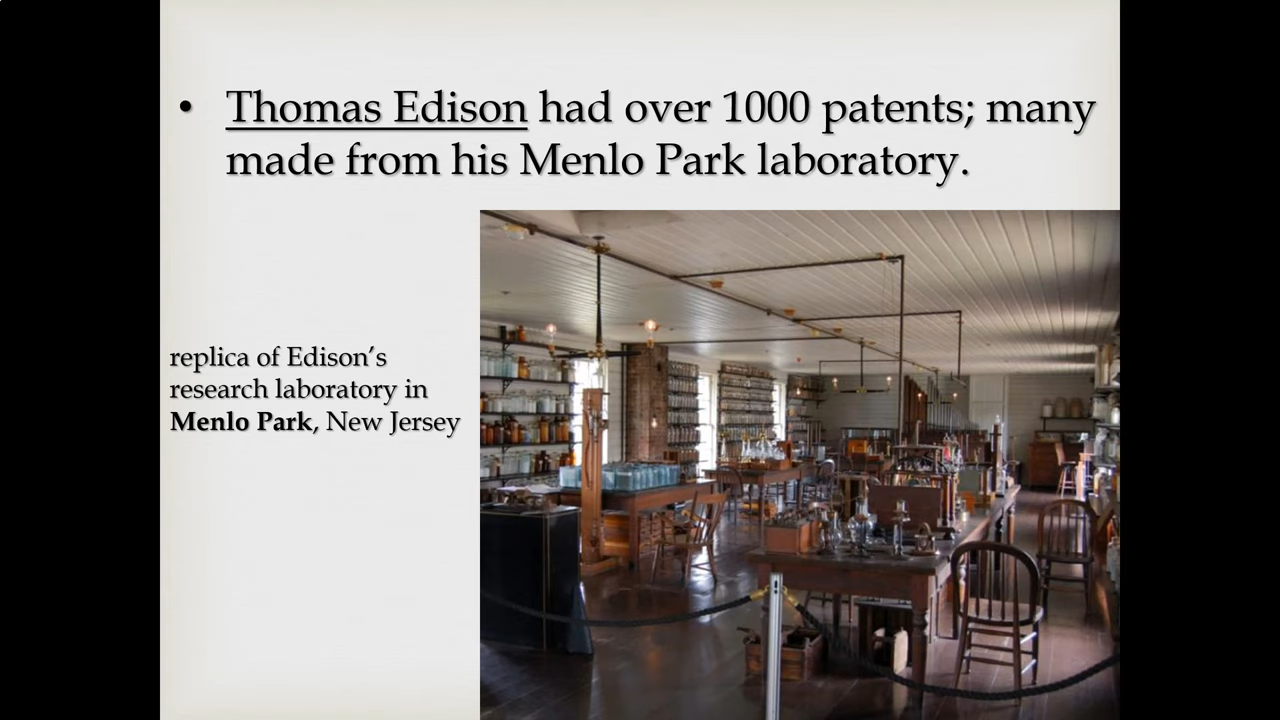 • Thomas Edison had over 1000 patents; many
made from his Menlo Park laboratory.
replica of Edison’s
research laboratory in
Menlo Park, New Jersey